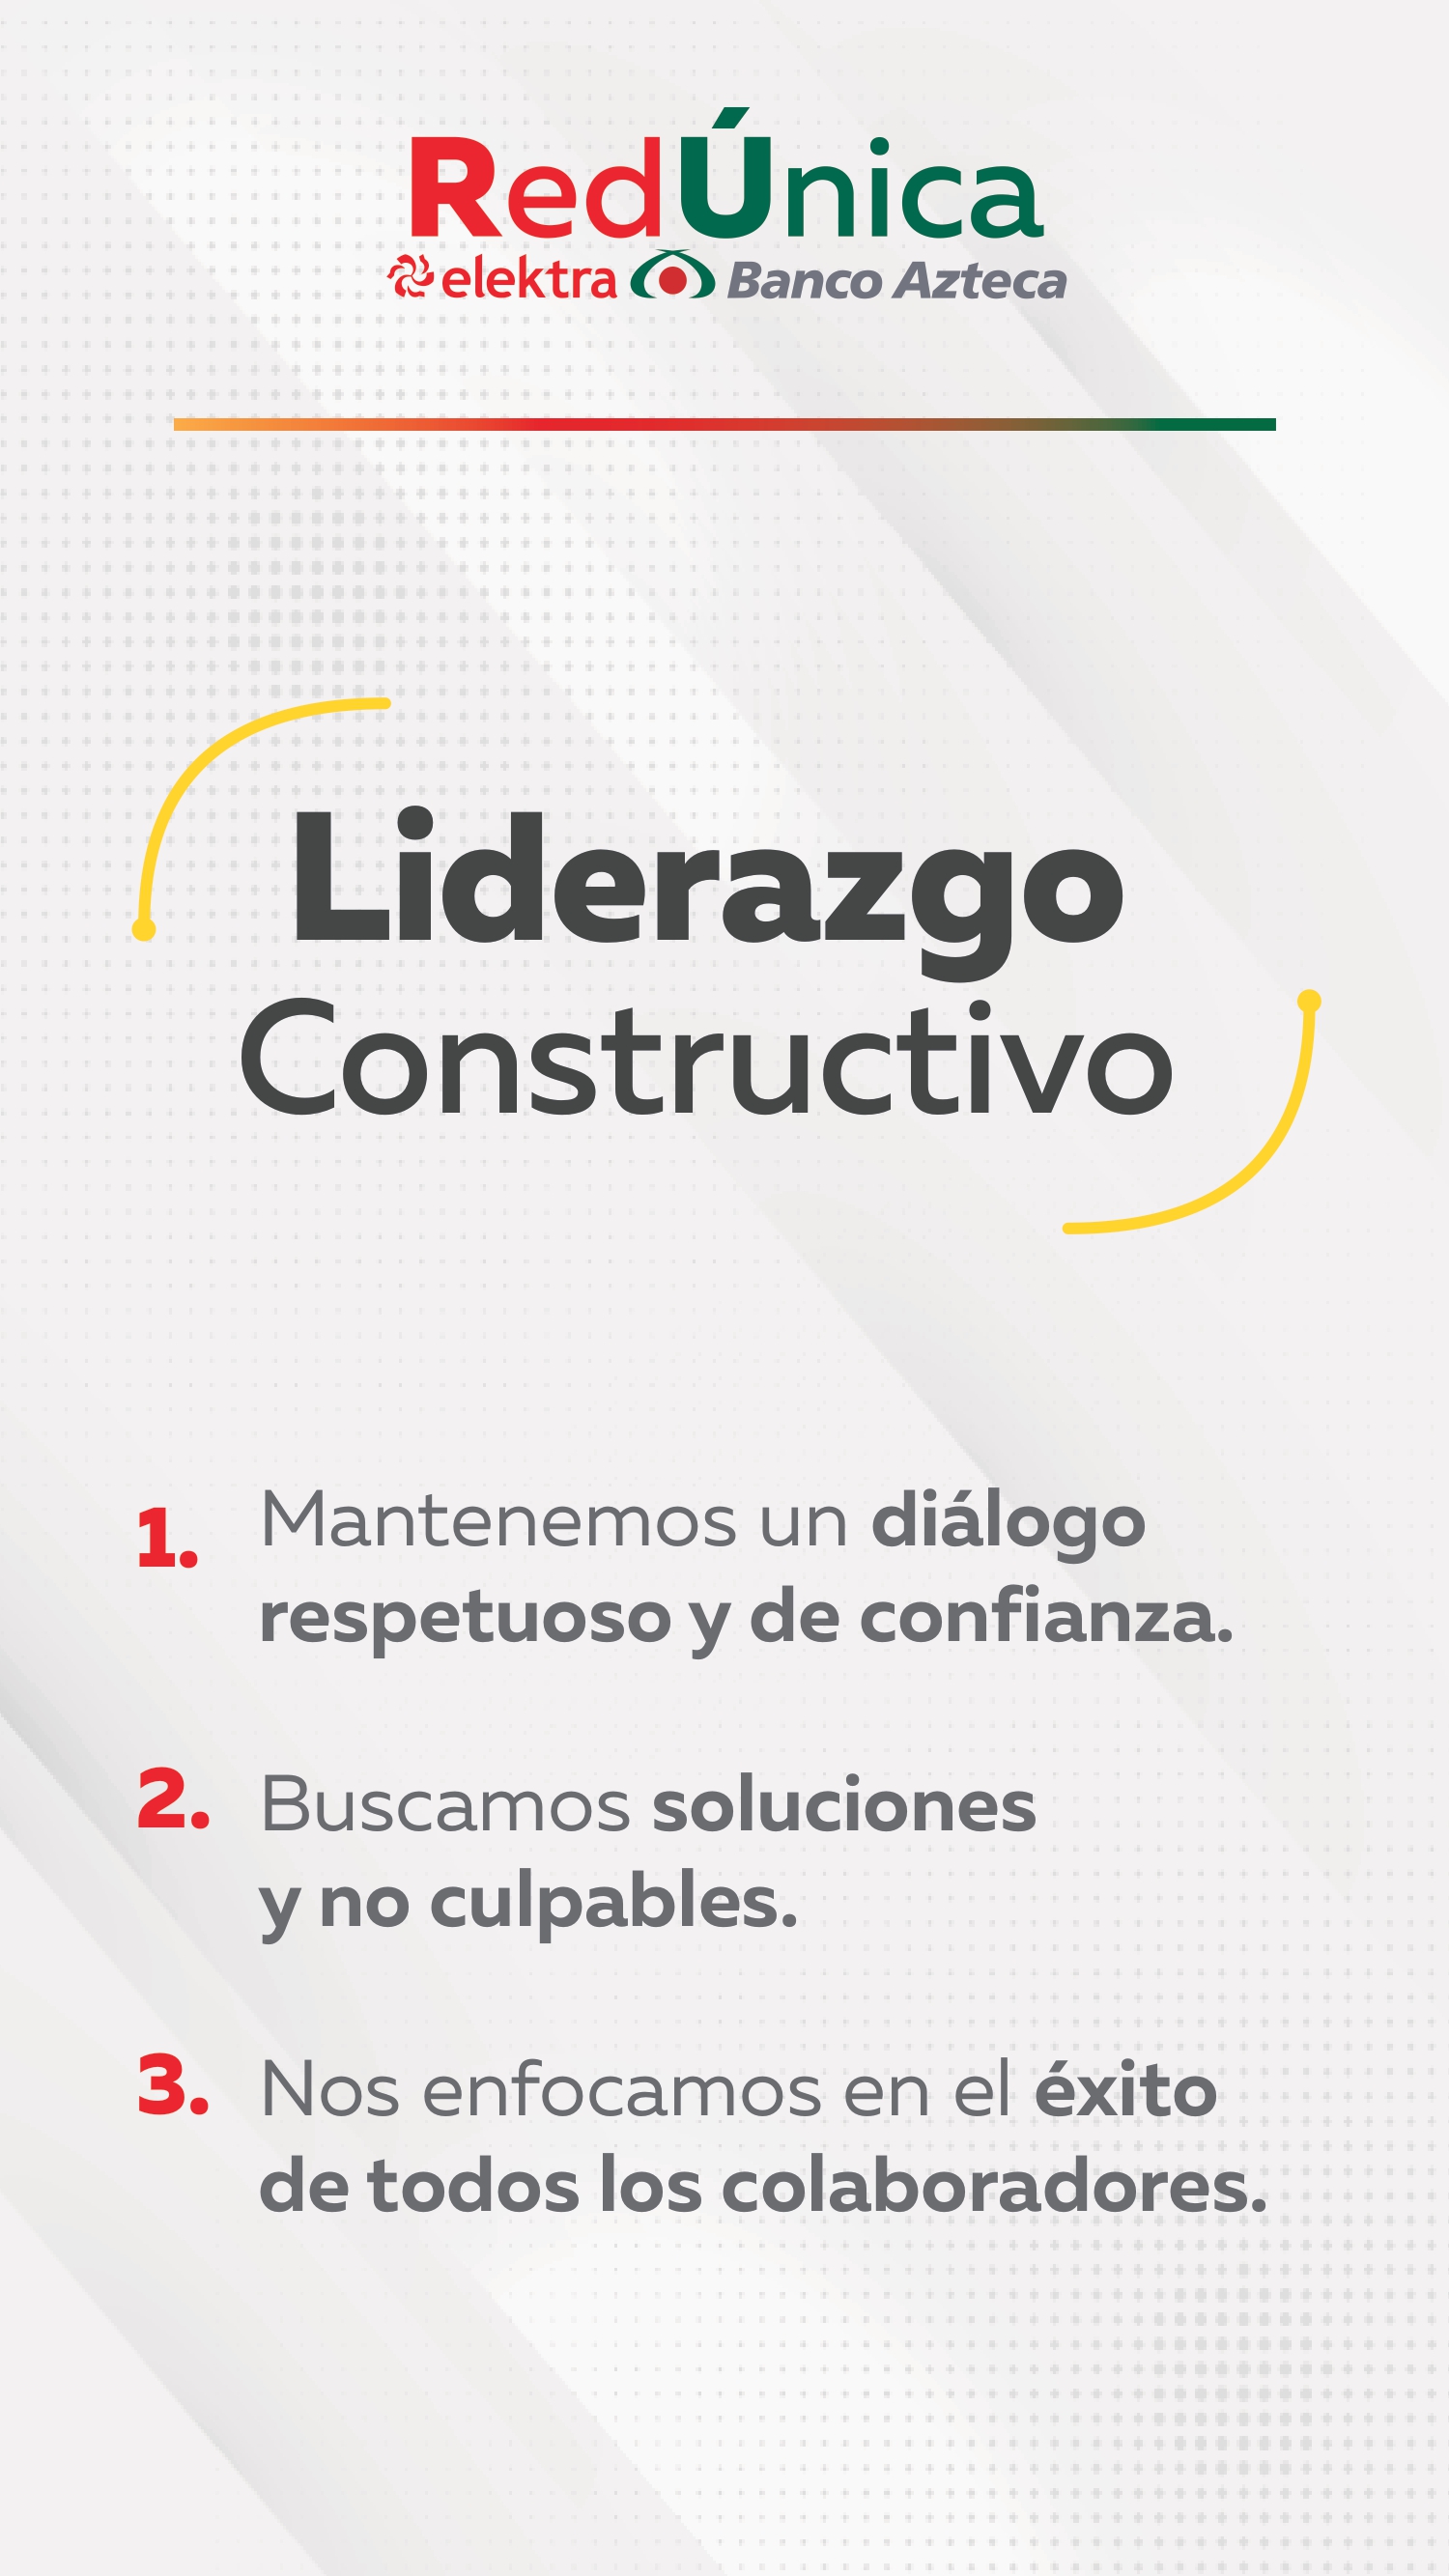 RedÚnica
elektra Banco Azteca
Liderazgo
Constructivo
1. Mantenemos un diálogo
respetuoso y de confianza.
2. Buscamos soluciones
y no culpables.
3. Nos enfocamos en el éxito
de todos los colaboradores.